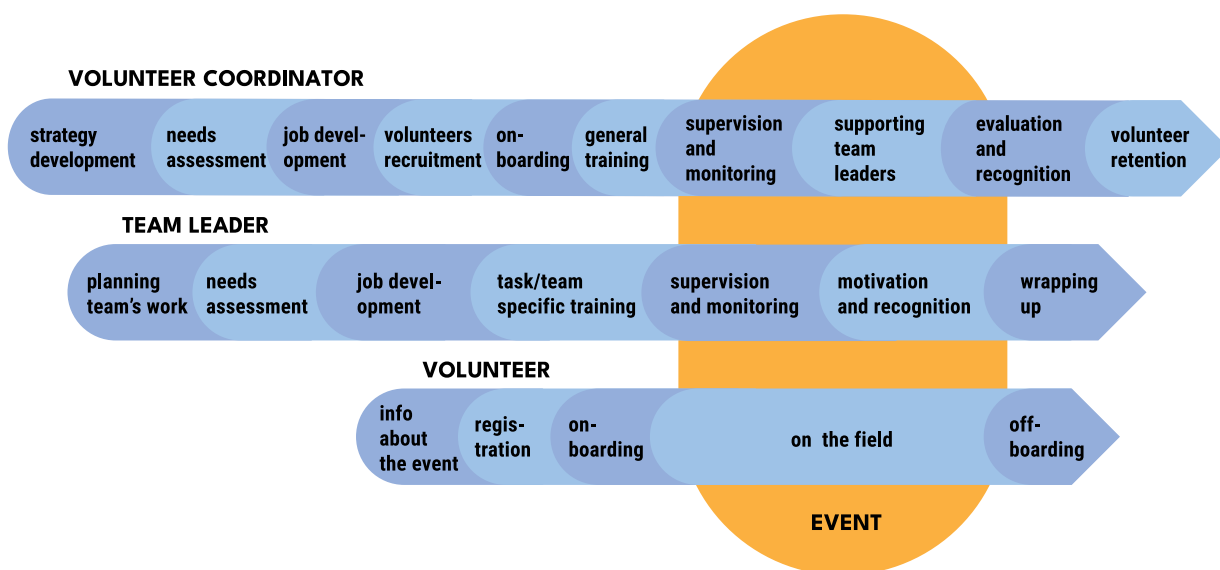 VOLUNTEER COORDINATOR
strategy
development
needs
assessment
job devel-
opment
volunteers
recruitment
on-
boarding
general
training
supervision
and
monitoring
supporting
team
leaders
evaluation
and
recognition
volunteer
retention
TEAM LEADER
planning
team's work
needs
assessment
job devel-
opment
task/team
specific training
supervision
and monitoring
motivation
and recognition
wrapping
up
VOLUNTEER
info
about
the event
regis-
tration
on-
boarding
on the field
off-
boarding
EVENT